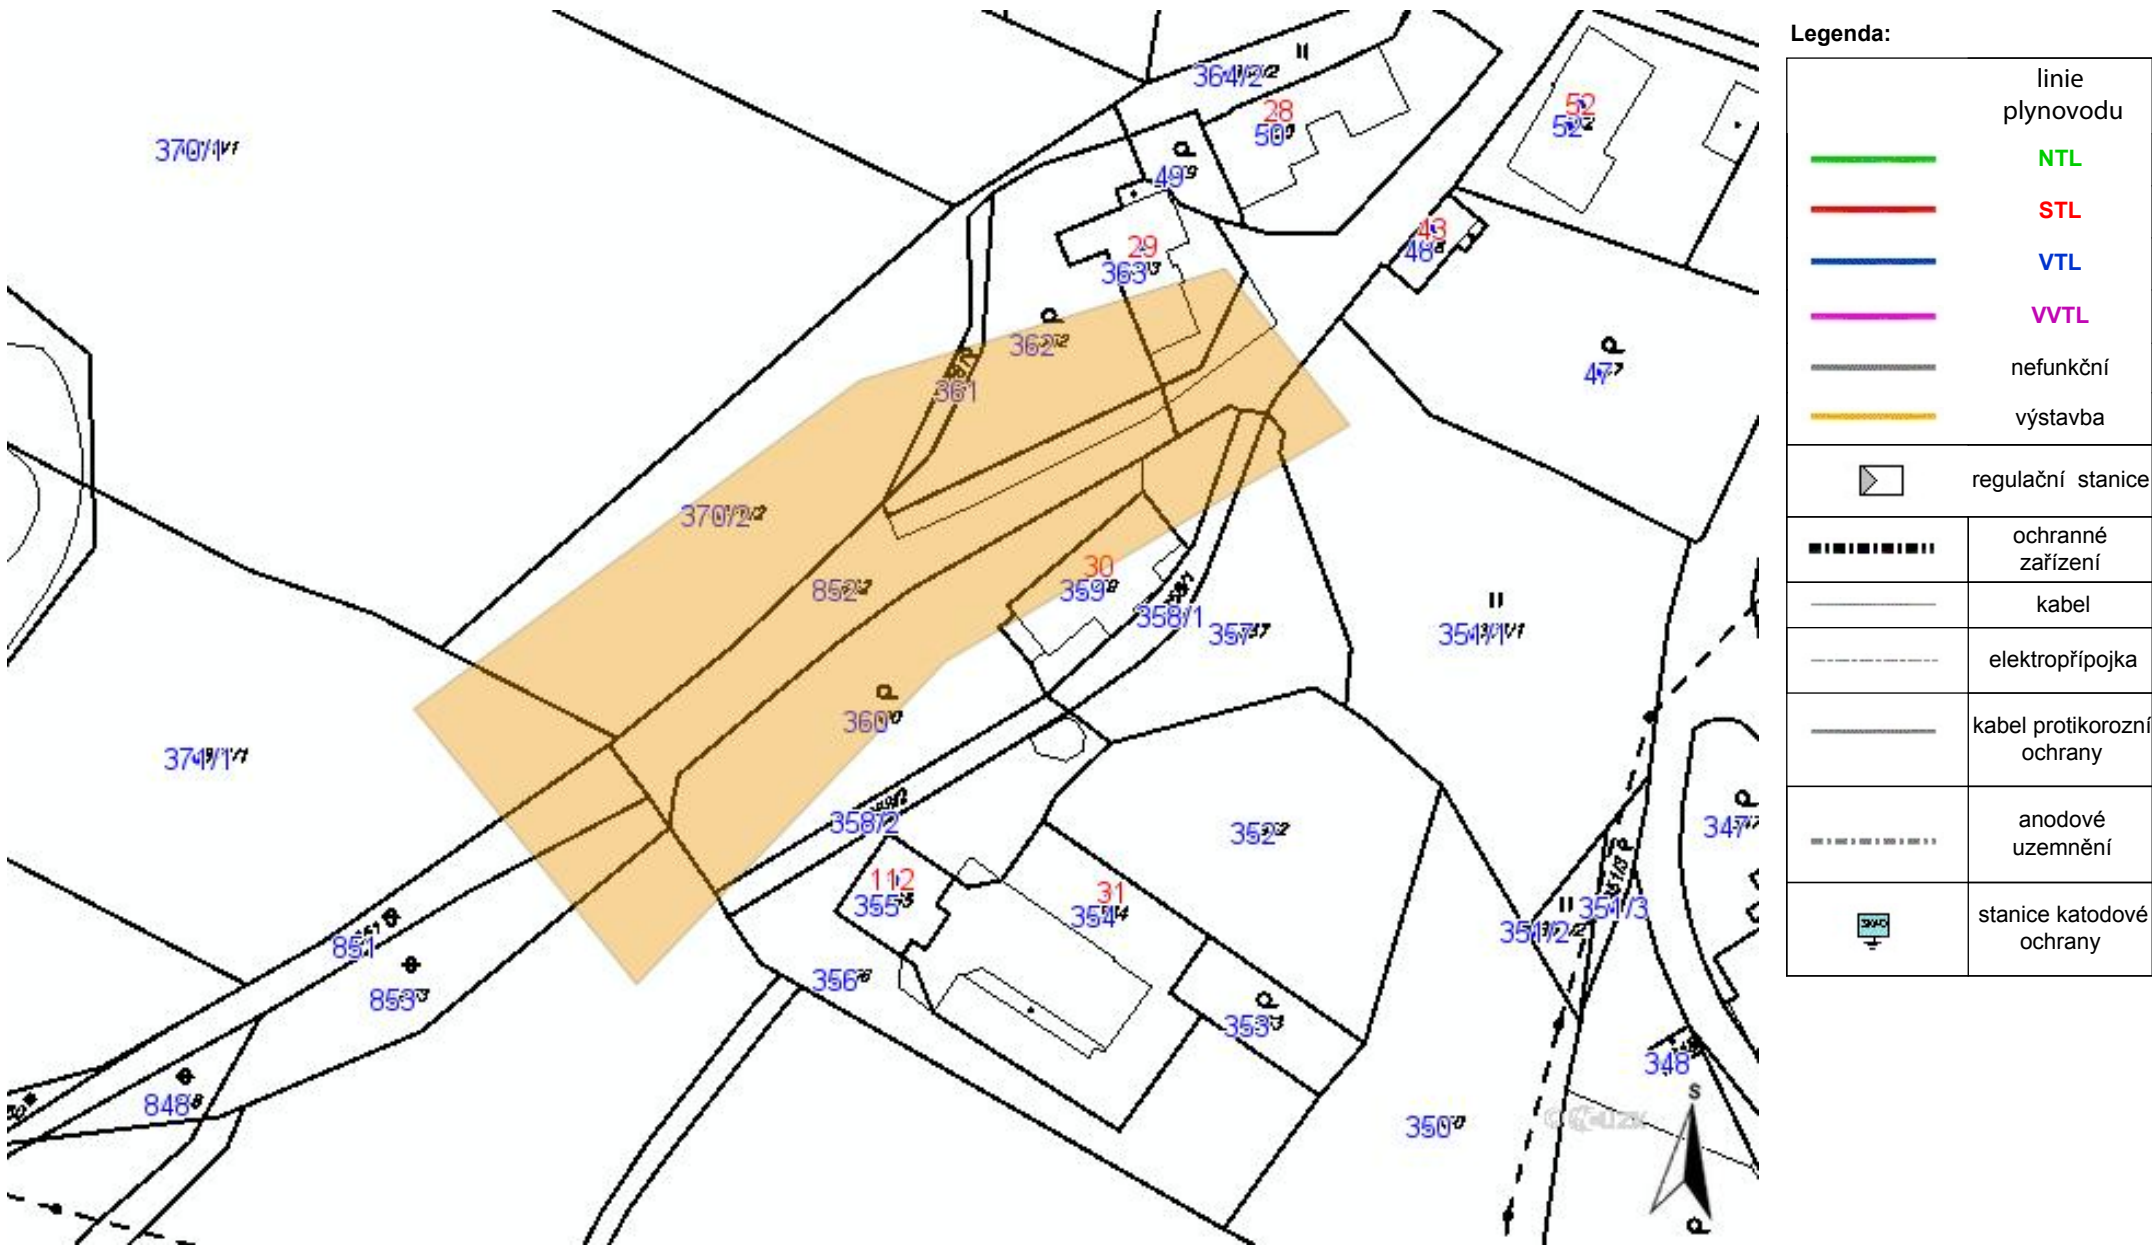 Legenda:
linie
plynovodu
NTL
STL
VTL
VVTL
nefunkční
výstavba
regulační stanice
ochranné
zařízení
kabel
elektropřípojka
kabel protikorozní
ochrany
anodové
uzemnění
stanice katodové
ochrany
364/2
28
50
52
52
370/1
49
43
48
29
363
362
47
361
370/2
30
359
852
358/1
357
351/1
360
371/1
358/2
352
347
112
355
31
354
351/3
351/2
851
356
853
353
348
848
350
S